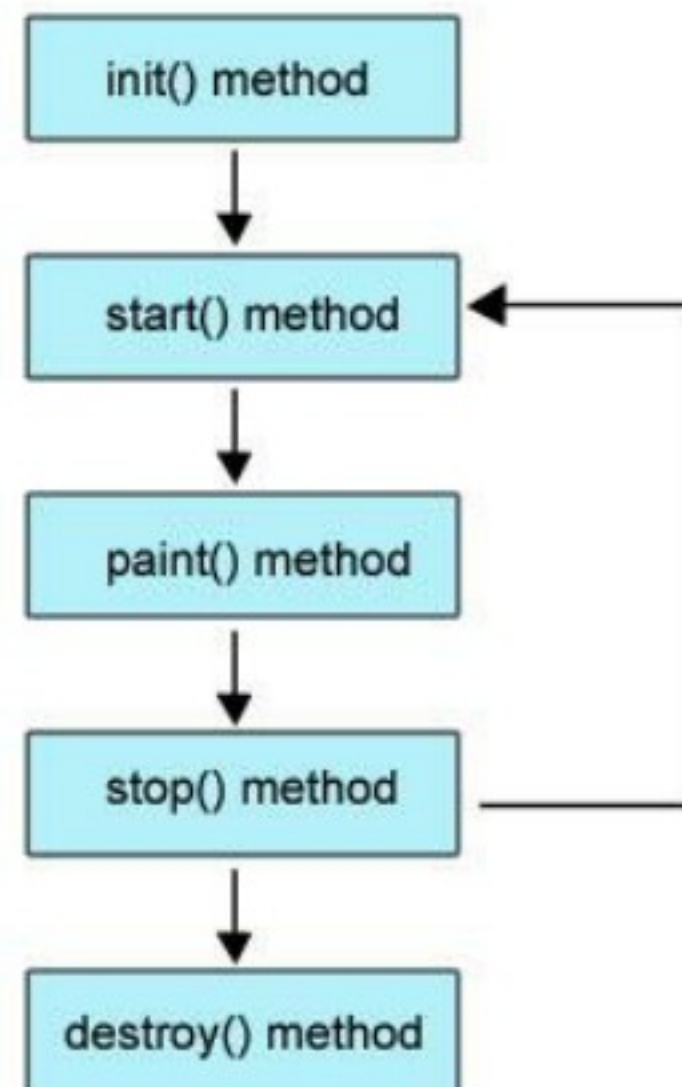 init() method
start() method
paint() method
stop() method
destroy() method